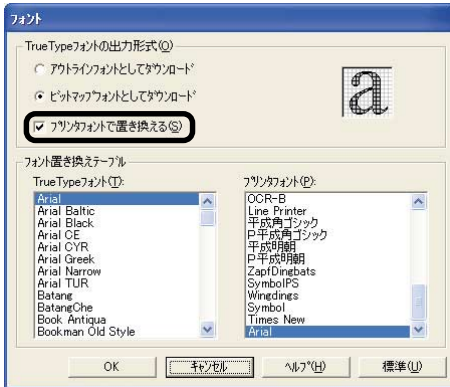 フォント
TrueTypeフォントの出力形式(O)
アウトラインフォントとしてダウンロード
ビットマップフォントとしてダウンロード
プリンタフォントで置き換える(S)
a
フォント置き換えテーブル
TrueTypeフォント(T):
Arial
Arial Baltic
Arial Black
Arial CE
Arial CYR
Arial Greek
Arial Narrow
Arial TUR
Batang
BatangChe
Book Antiqua
Bookman Old Style
プリンタフォント(P):
OCR-B
Line Printer
平成角ゴシック
P平成角ゴシック
平成明朝
P平成明朝
ZapfDingbats
SymbolPS
Wingdings
Symbol
Times New
Arial
OK
キャンセル
ヘルプ(H)
標準(U)